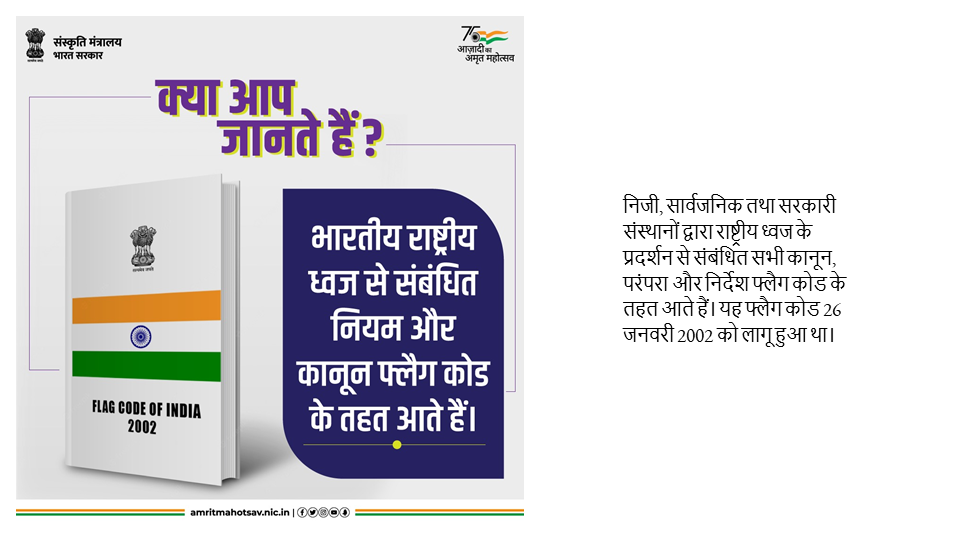 संस्कृति मंत्रालय
भारत सरकार
75
आज़ादी का
अमृत महोत्सव
क्या आप
जानते हैं ?
भारतीय राष्ट्रीय
ध्वज से संबंधित
नियम और
कानून फ्लैग कोड
के तहत आते हैं।
FLAG CODE OF INDIA
2002
निजी, सार्वजनिक तथा सरकारी
संस्थानों द्वारा राष्ट्रीय ध्वज के
प्रदर्शन से संबंधित सभी कानून,
परंपरा और निर्देश फ्लैग कोड के
तहत आते हैं। यह फ्लैग कोड 26
जनवरी 2002 को लागू हुआ था।
amritmahotsav.nic.in |